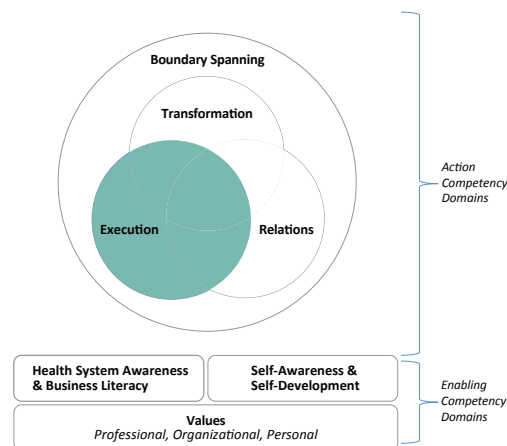 Boundary Spanning
Transformation
Execution
Relations
Action
Competency
Domains
Health System Awareness
& Business Literacy
Self-Awareness &
Self-Development
Values
Professional, Organizational, Personal
Enabling
Competency
Domains